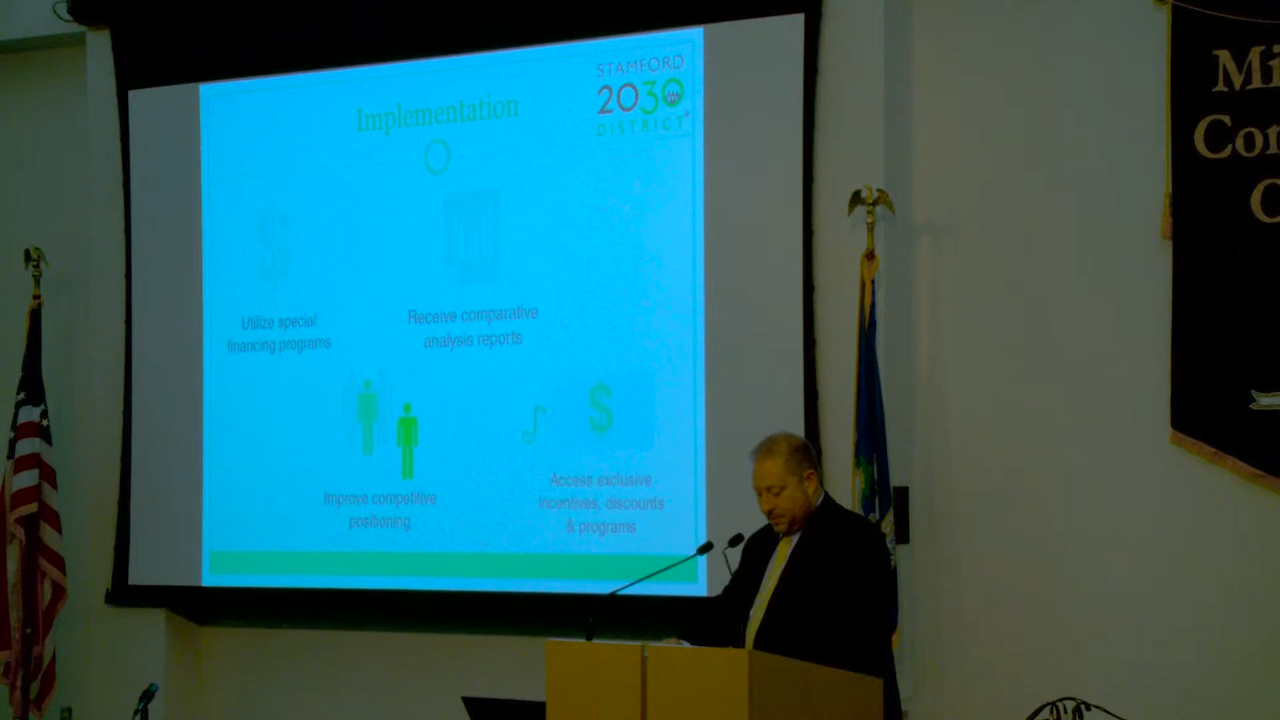 STAMFORD
2030
DISTRICT
Implementation
$
Utilize special
financing programs
Receive comparative
analysis reports
$
Improve competitive
positioning
Access exclusive
incentives, discounts
& programs